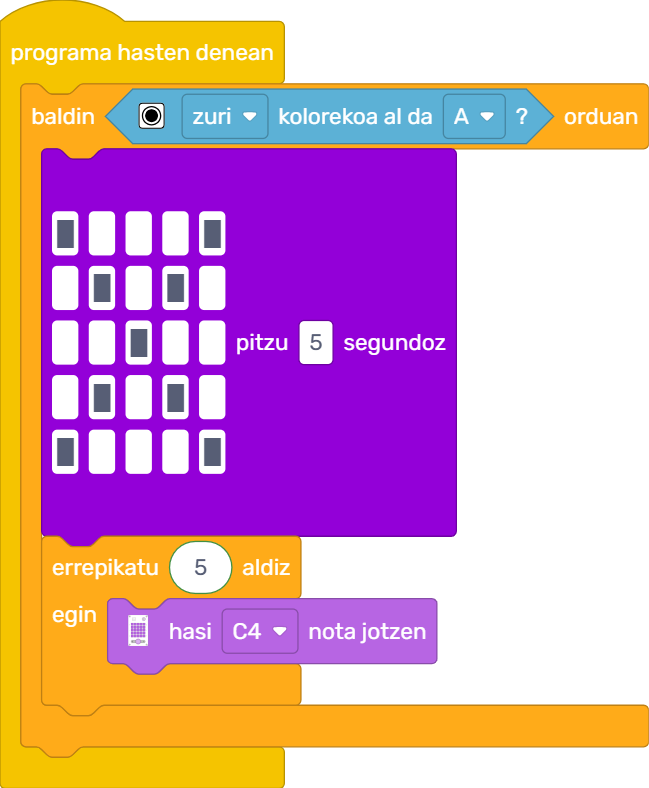 programa hasten denean
baldin zuri kolorekoa al da A ? orduan
pitzu 5 segundoz
errepikatu 5 aldiz
egin hasi C4 nota jotzen